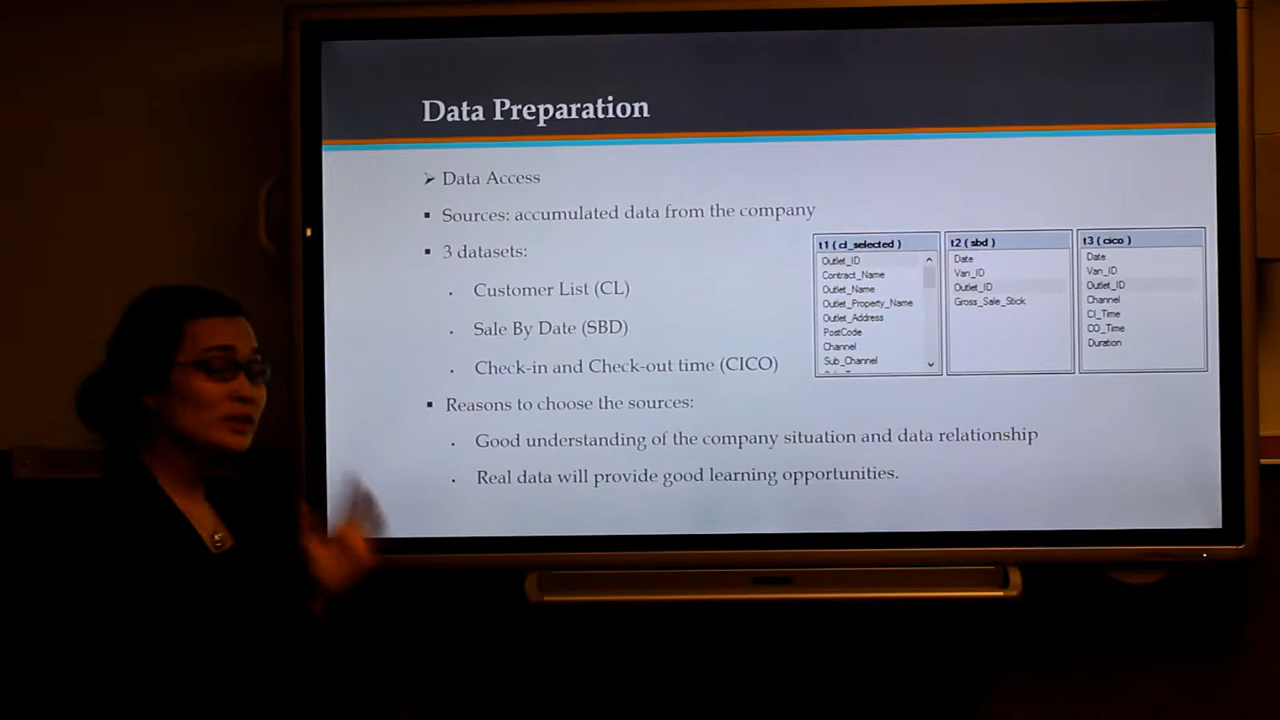 Data Preparation
➢ Data Access
▪ Sources: accumulated data from the company
▪ 3 datasets:
. Customer List (CL)
. Sale By Date (SBD)
. Check-in and Check-out time (CICO)
▪ Reasons to choose the sources:
. Good understanding of the company situation and data relationship
. Real data will provide good learning opportunities.
t1 ( cl_selected )
Outlet_ID
Contract_Name
Outlet_Name
Outlet_Property_Name
Outlet_Address
PostCode
Channel
Sub_Channel
t2 ( sbd )
Date
Van_ID
Outlet_ID
Gross_Sale_Stick
t3 ( cico )
Date
Van_ID
Outlet_ID
Channel
CI_Time
CO_Time
Duration